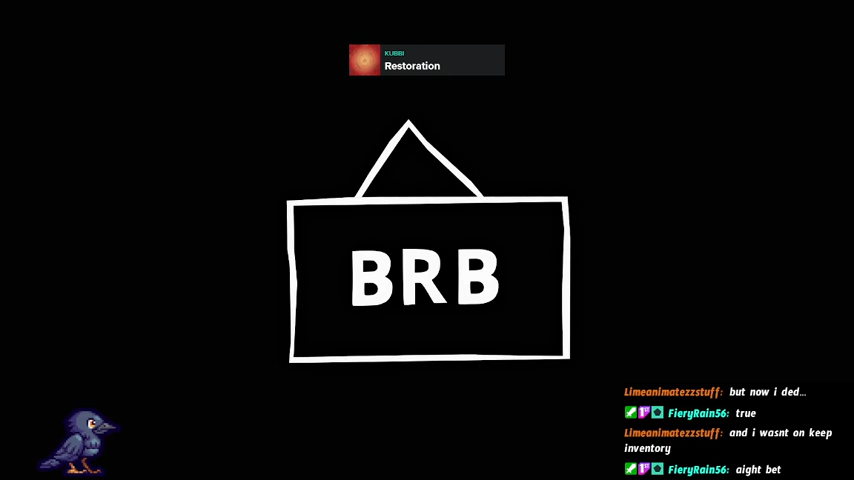 KUBBI
Restoration
BRB
Limeanimatezzstuff: but now i ded...
FieryRain56: true
Limeanimatezzstuff: and i wasnt on keep
inventory
FieryRain56: aight bet